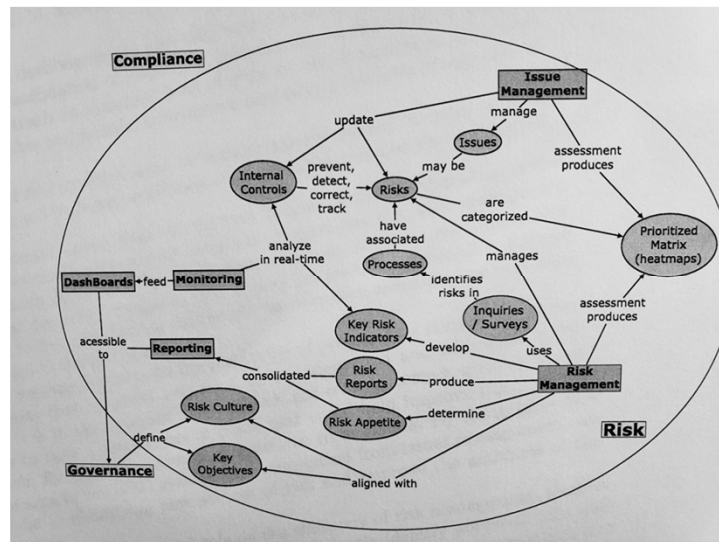 Compliance
Issue
Management
update
manage
Issues
assessment
produces
Internal
Controls
prevent,
detect,
correct,
track
Risks
may be
are
categorized
Prioritized
Matrix
(heatmaps)
have
associated
analyze
in real-time
manages
Processes
DashBoards
feed
Monitoring
identifies
risks in
Inquiries
/ Surveys
assessment
produces
Key Risk
Indicators
develop
uses
acessible
to
Reporting
consolidated
Risk
Reports
produce
Risk
Management
Risk Culture
Risk Appetite
determine
define
Risk
Governance
Key
Objectives
aligned with